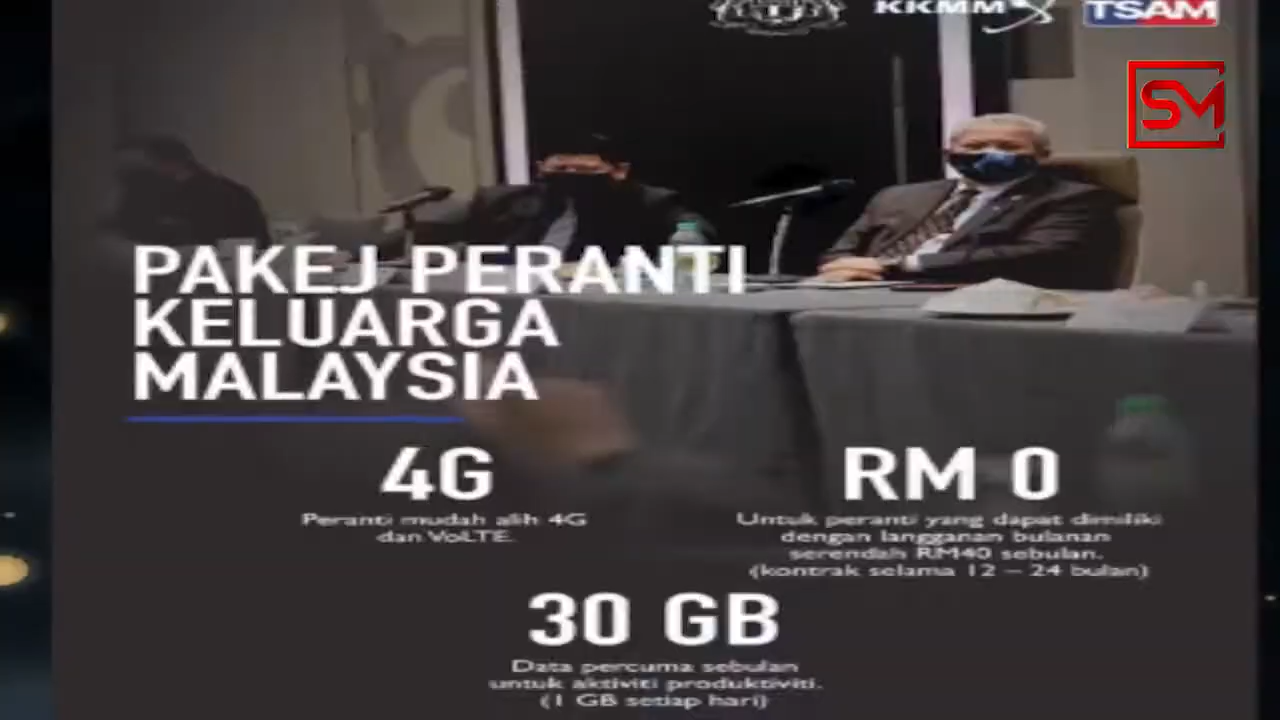 KKMM
TSAM
SM
PAKEJ PERANTI
KELUARGA
MALAYSIA
4G
Peranti mudah alih 4G
dan VoLTE.
RM 0
Untuk peranti yang dapat dimiliki
dengan langganan bulanan
serendah RM40 sebulan.
(kontrak selama 12 – 24 bulan)
30 GB
Data percuma sebulan
untuk aktiviti produktiviti.
(1 GB setiap hari)